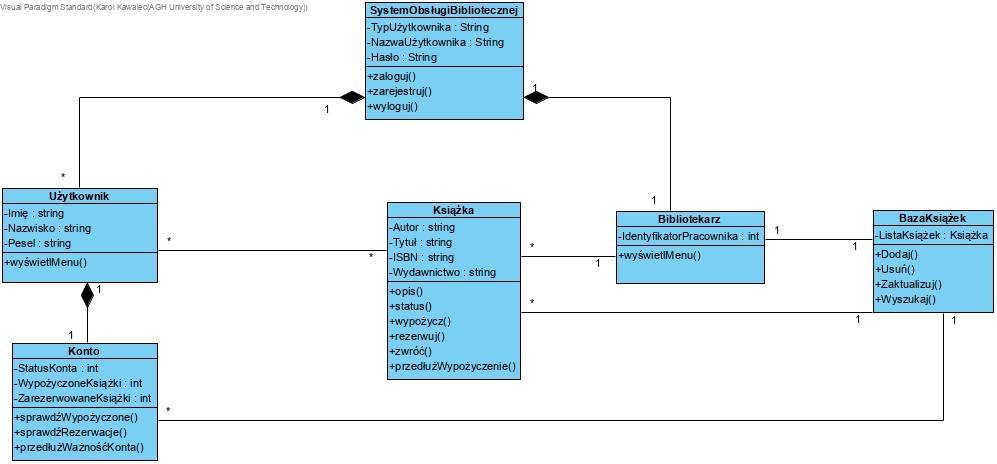 Visual Paradigm Standard(Karol Kawalec(AGH University of Science and Technology))
SystemObsługiBibliotecznej
-TypUżytkownika : String
-NazwaUżytkownika : String
-Hasło : String
+zaloguj()
+zarejestruj()
+wyloguj()
1
1
*
1
Użytkownik
-Imię : string
-Nazwisko : string
-Pesel : string
+wyświetlMenu()
*
*
1
1
Książka
-Autor : string
-Tytuł : string
-ISBN : string
-Wydawnictwo : string
+opis()
+status()
+wypożycz()
+rezerwuj()
+zwróć()
+przedłużWypożyczenie()
*
1
*
1
Bibliotekarz
-IdentyfikatorPracownika : int
+wyświetlMenu()
1
1
BazaKsiążek
-ListaKsiążek : Książka
+Dodaj()
+Usuń()
+Zaktualizuj()
+Wyszukaj()
1
Konto
-StatusKonta : int
-WypożyczoneKsiążki : int
-ZarezerwowaneKsiążki : int
+sprawdźWypożyczone()
+sprawdźRezerwacje()
+przedłużWażnośćKonta()
*